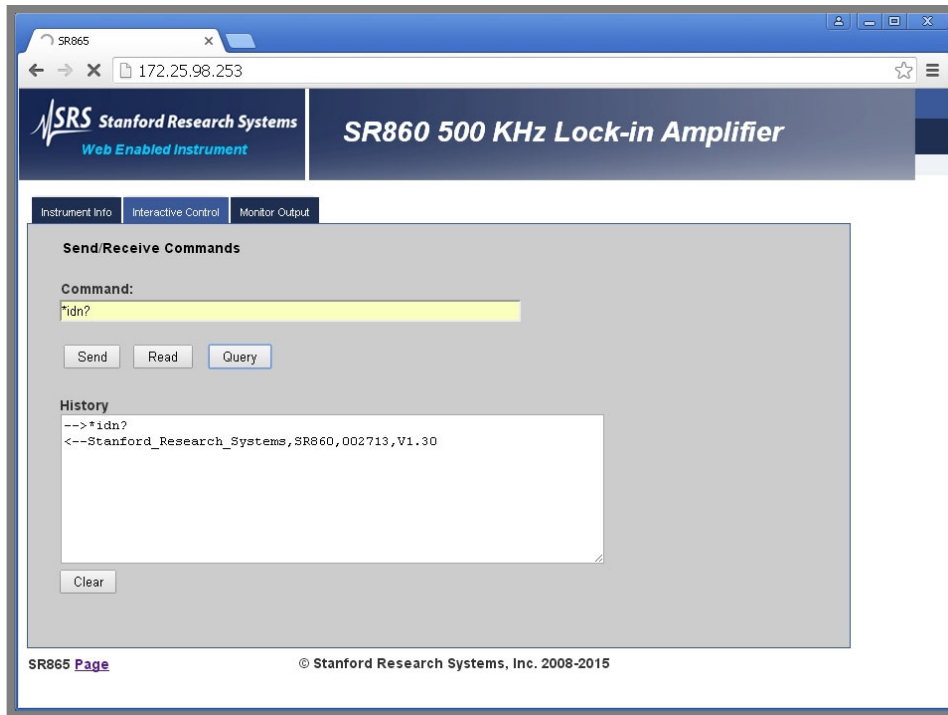 SR865
172.25.98.253
SRS Stanford Research Systems
Web Enabled Instrument
SR860 500 KHz Lock-in Amplifier
Instrument Info Interactive Control Monitor Output
Send/Receive Commands
Command:
*idn?
Send Read Query
History
-->*idn?
<--Stanford_Research_Systems,SR860,002713,V1.30
Clear
SR865 Page © Stanford Research Systems, Inc. 2008-2015